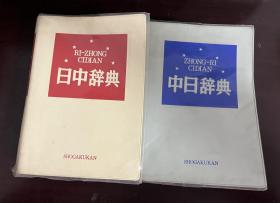 RI-ZHONG
CIDIAN
日中辞典
SHOGAKUKAN
ZHONG-RI
CIDIAN
中日辞典
SHOGAKUKAN